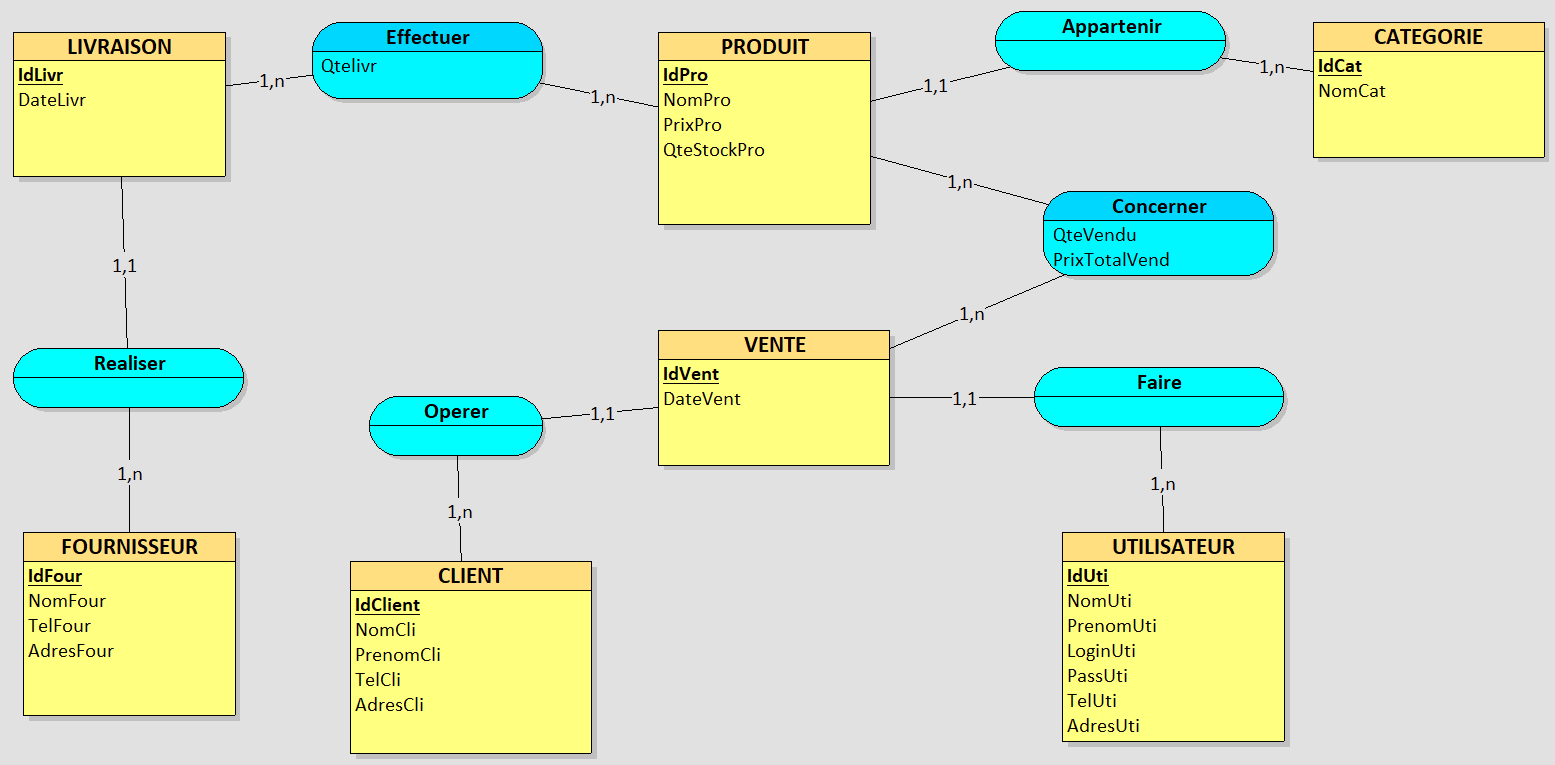 LIVRAISON
IdLivr
DateLivr
1,n
Effectuer
Qtelivr
1,n
PRODUIT
IdPro
NomPro
PrixPro
QteStockPro
1,1
Appartenir
1,n
CATEGORIE
IdCat
NomCat
1,n
Concerner
QteVendu
PrixTotalVend
1,n
1,1
Realiser
1,n
FOURNISSEUR
IdFour
NomFour
TelFour
AdresFour
VENTE
IdVent
DateVent
1,1
Operer
1,n
CLIENT
IdClient
NomCli
PrenomCli
TelCli
AdresCli
1,1
Faire
1,n
UTILISATEUR
IdUti
NomUti
PrenomUti
LoginUti
PassUti
TelUti
AdresUti